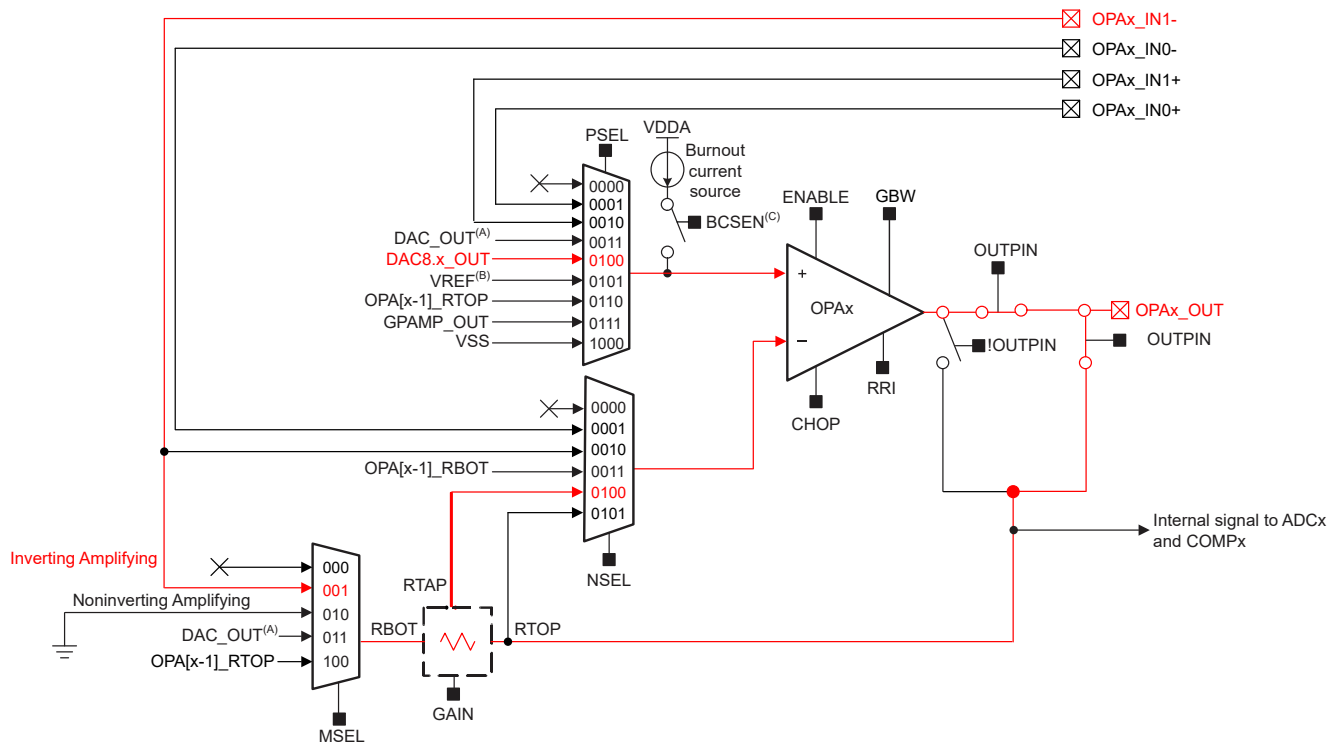 OPAx_IN1-
OPAx_IN0-
OPAx_IN1+
OPAx_IN0+
PSEL
VDDA
Burnout
current
source
BCSEN(C)
ENABLE
GBW
0000
0001
0010
DAC_OUT(A)
0011
DAC8.x_OUT
0100
VREF(B)
0101
OPA[x-1]_RTOP
0110
GPAMP_OUT
0111
VSS
1000
+
OPAx
−
RRI
CHOP
OUTPIN
OPAx_OUT
!OUTPIN
OUTPIN
0000
0001
0010
OPA[x-1]_RBOT
0011
0100
0101
NSEL
Internal signal to ADCx
and COMPx
Inverting Amplifying
000
001
Noninverting Amplifying
010
DAC_OUT(A)
011
OPA[x-1]_RTOP
100
MSEL
RBOT
RTAP
RTOP
GAIN